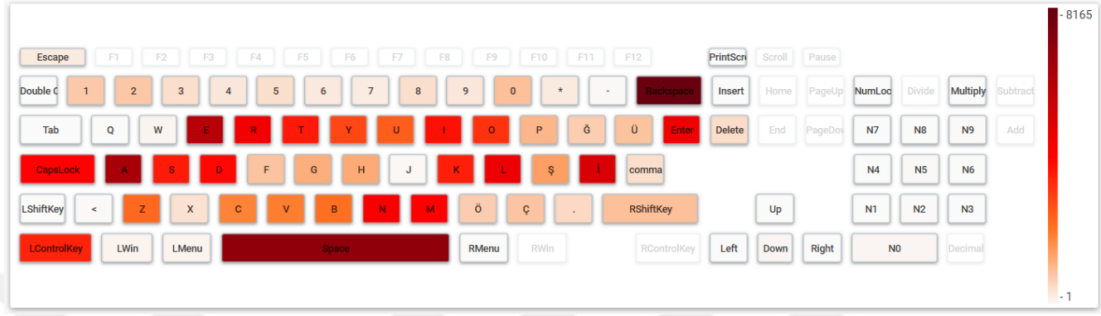 - 8165
Escape F1 F2 F3 F4 F5 F6 F7 F8 F9 F10 F11 F12 PrintScre Scroll Pause
Double Q 1 2 3 4 5 6 7 8 9 0 * - Backspace Insert Home PageUp NumLoc Divide Multiply Subtract
Tab Q W E R T Y U I O P Ğ Ü Enter Delete End PageDov N7 N8 N9 Add
CapsLock A S D F G H J K L Ş İ comma N4 N5 N6
LShiftKey < Z X C V B N M Ö Ç . RShiftKey Up N1 N2 N3
LControlKey LWin LMenu Space RMenu RWin RControlKey Left Down Right N0 Decimal
- 1